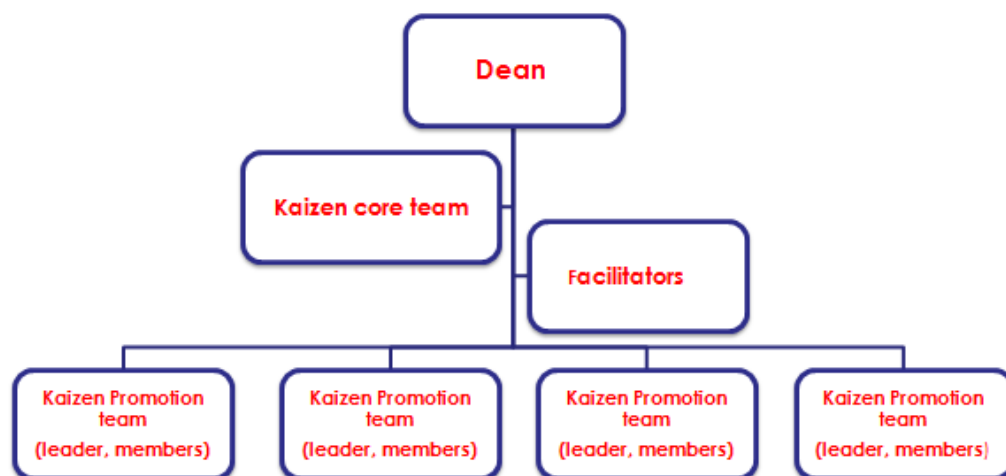 Dean
Kaizen core team
Facilitators
Kaizen Promotion
team
(leader, members)
Kaizen Promotion
team
(leader, members)
Kaizen Promotion
team
(leader, members)
Kaizen Promotion
team
(leader, members)